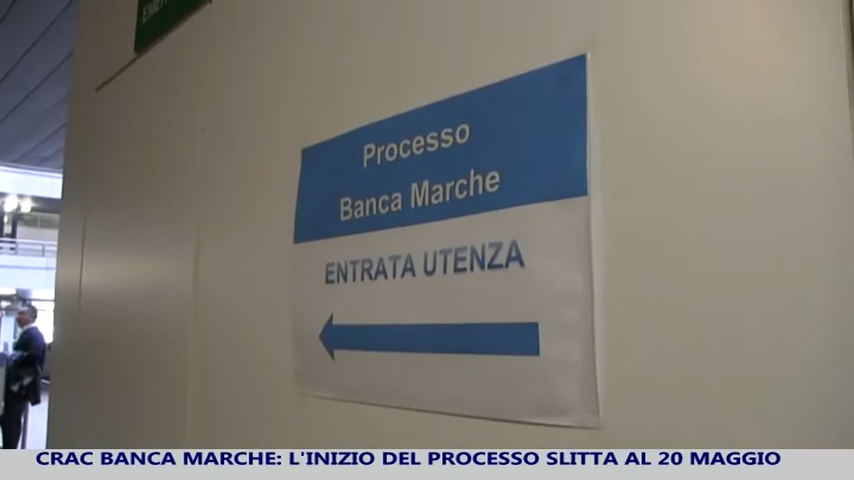 Processo
Banca Marche
ENTRATA UTENZA
CRAC BANCA MARCHE: L'INIZIO DEL PROCESSO SLITTA AL 20 MAGGIO